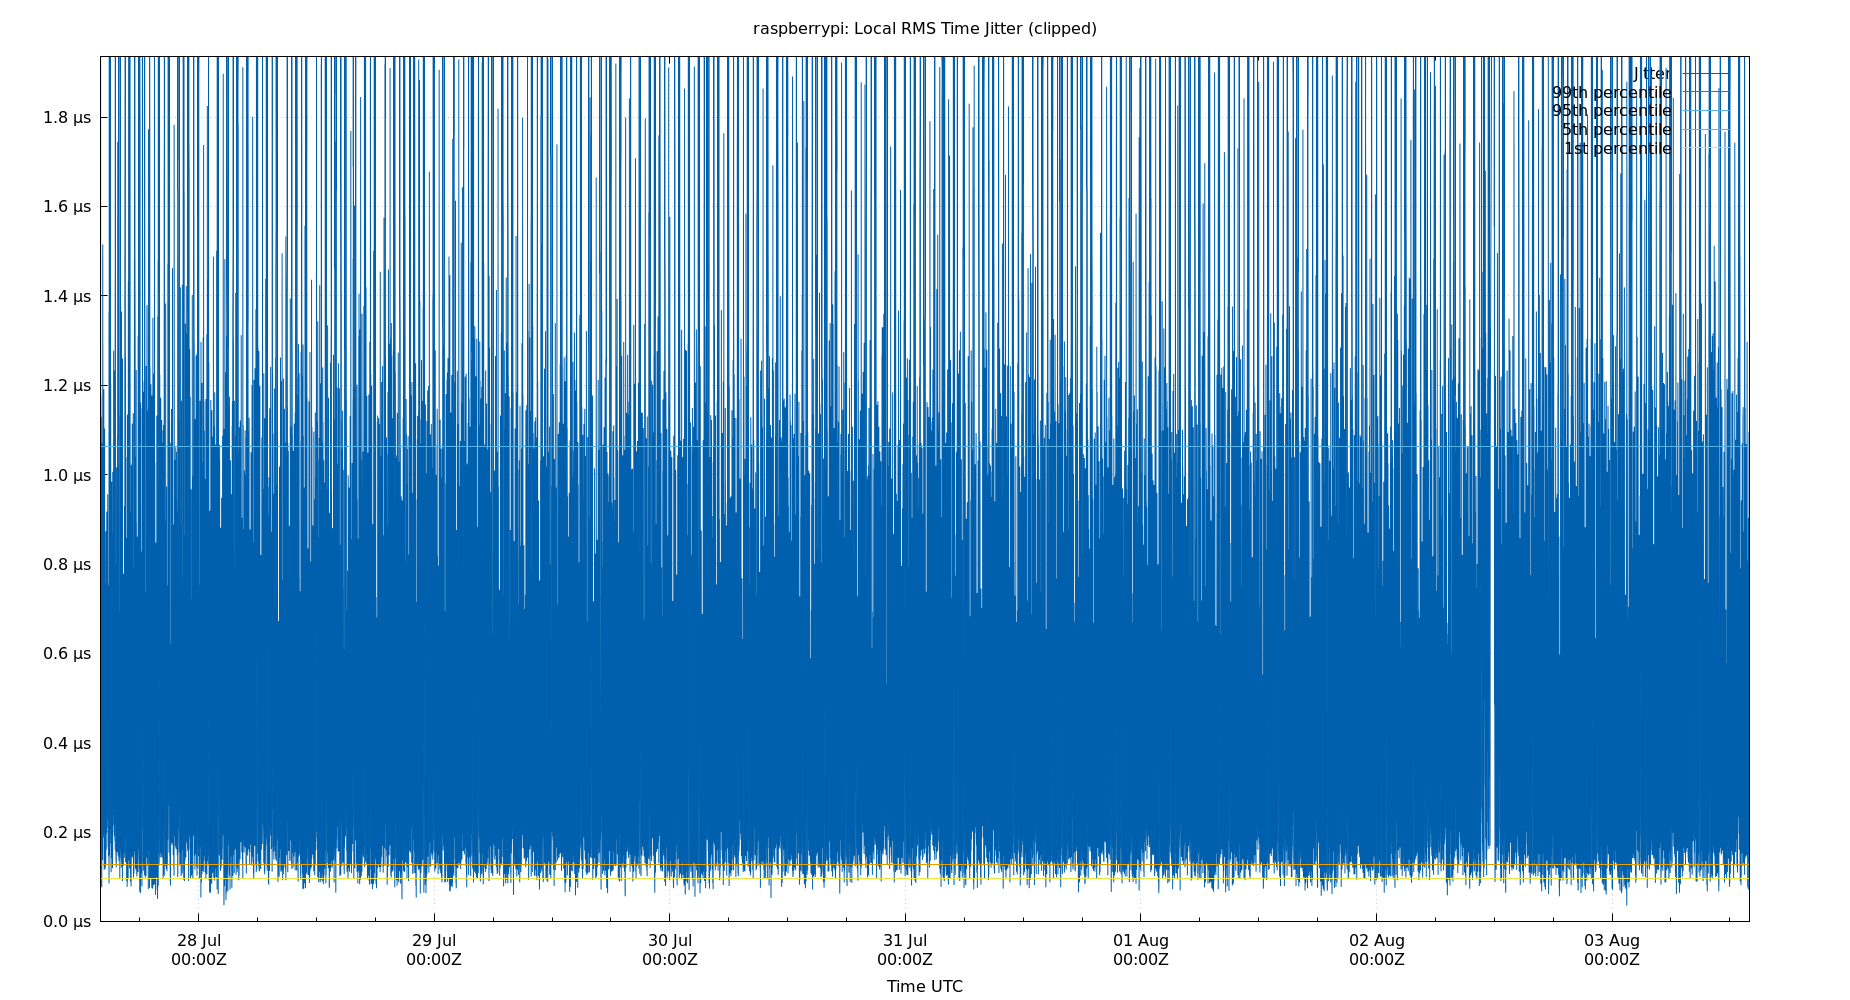 raspberrypi: Local RMS Time Jitter (clipped)
Jitter
99th percentile
95th percentile
5th percentile
1st percentile
1.8 µs
1.6 µs
1.4 µs
1.2 µs
1.0 µs
0.8 µs
0.6 µs
0.4 µs
0.2 µs
0.0 µs
28 Jul 29 Jul 30 Jul 31 Jul 01 Aug 02 Aug 03 Aug
00:00Z 00:00Z 00:00Z 00:00Z 00:00Z 00:00Z 00:00Z
Time UTC